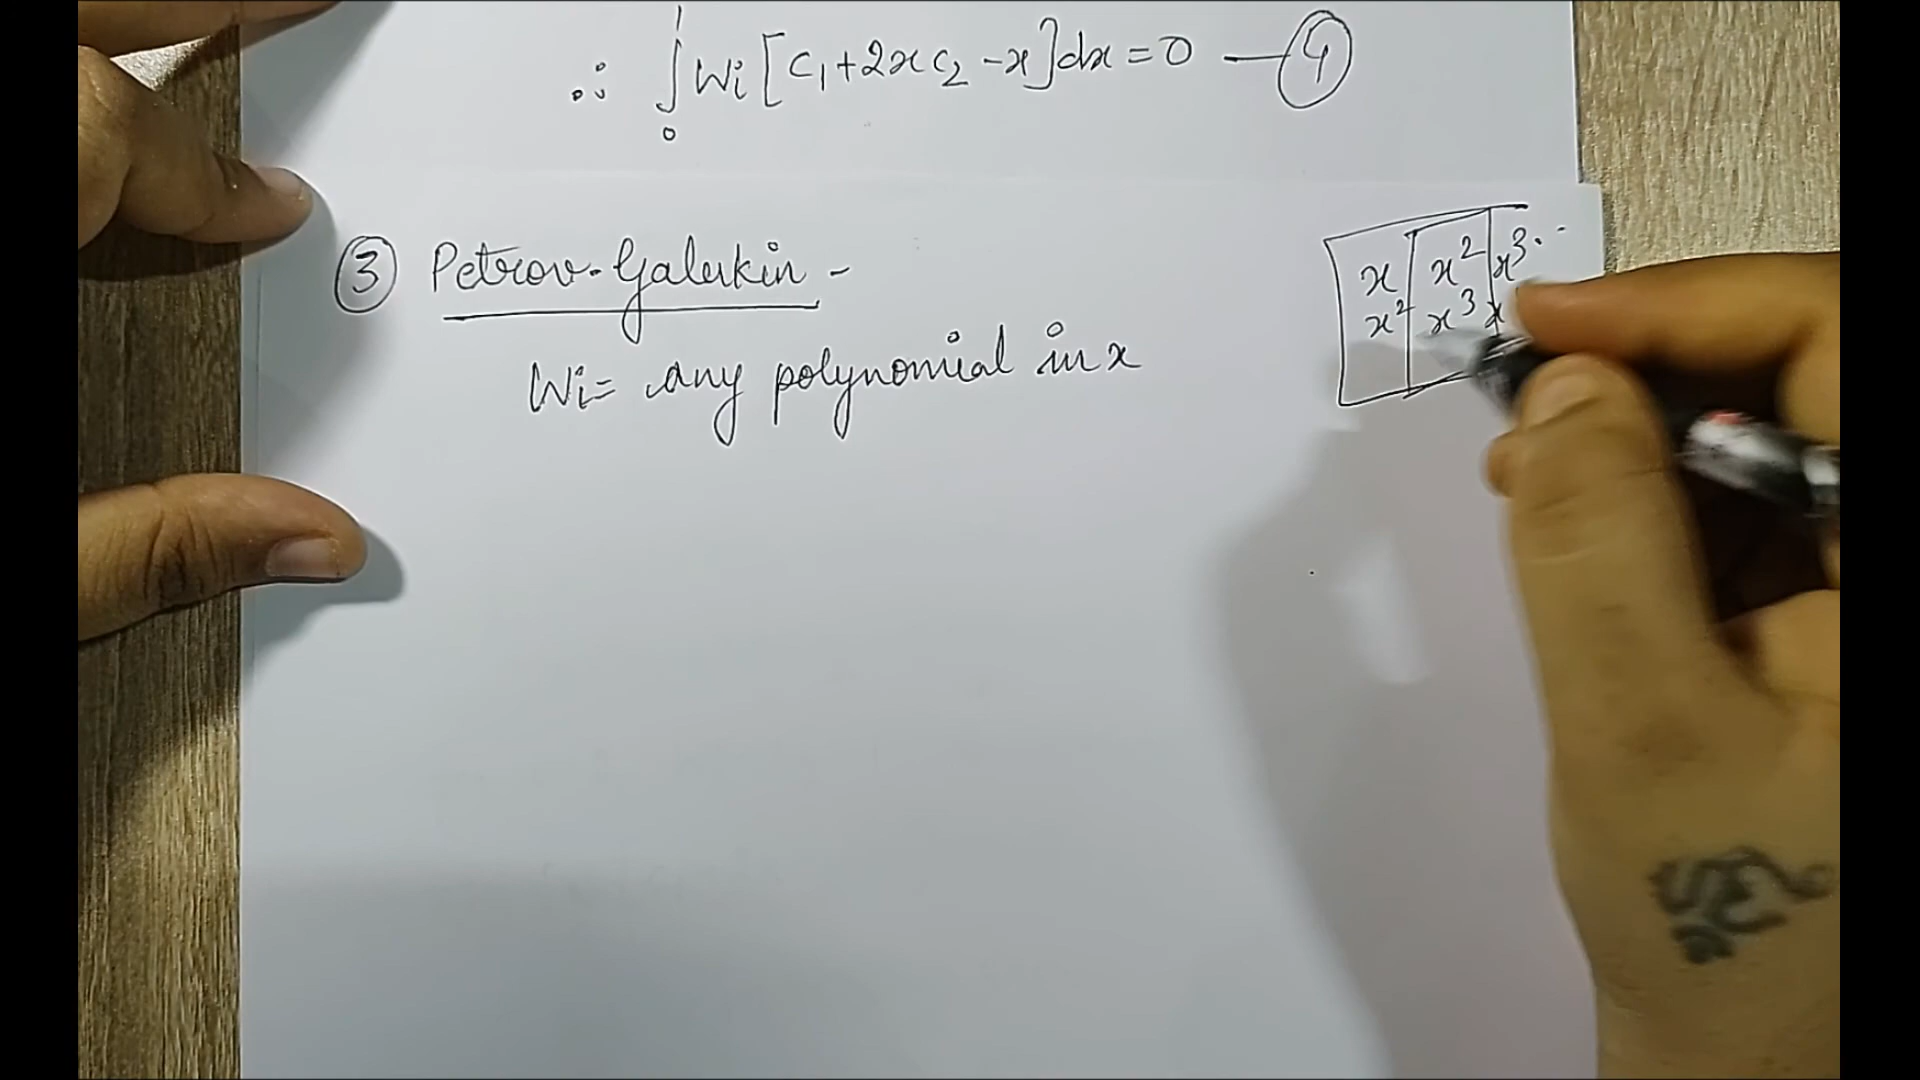 ∴ ∫₀¹ Wi [c₁+2xc₂-x]dx=0 — ④
③ Petrov-Galerkin -
x x² x³..
x² x³ x
Wi= any polynomial in x
ॐ